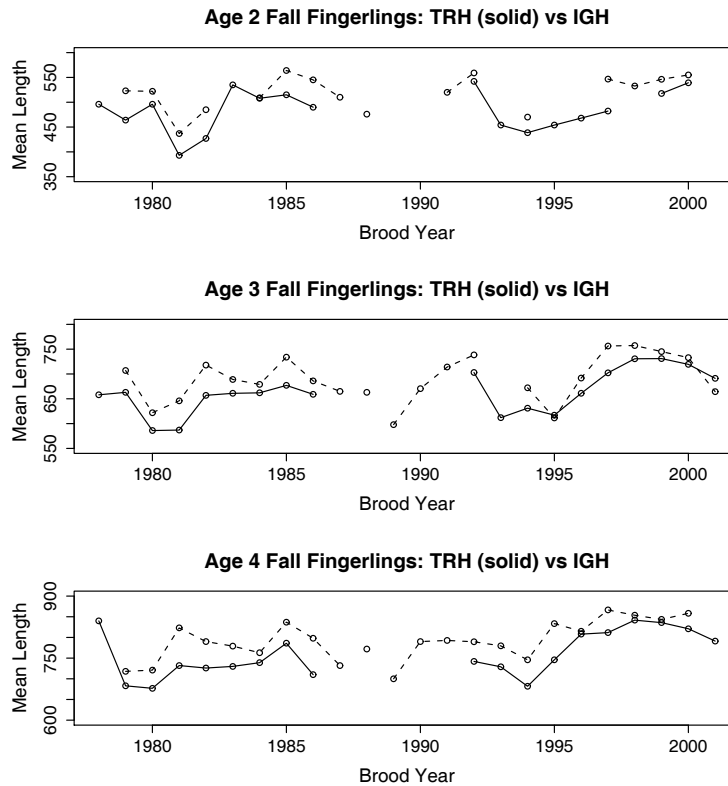 Age 2 Fall Fingerlings: TRH (solid) vs IGH
Mean Length
350 450 550
1980 1985 1990 1995 2000
Brood Year
Age 3 Fall Fingerlings: TRH (solid) vs IGH
Mean Length
550 650 750
1980 1985 1990 1995 2000
Brood Year
Age 4 Fall Fingerlings: TRH (solid) vs IGH
Mean Length
600 750 900
1980 1985 1990 1995 2000
Brood Year